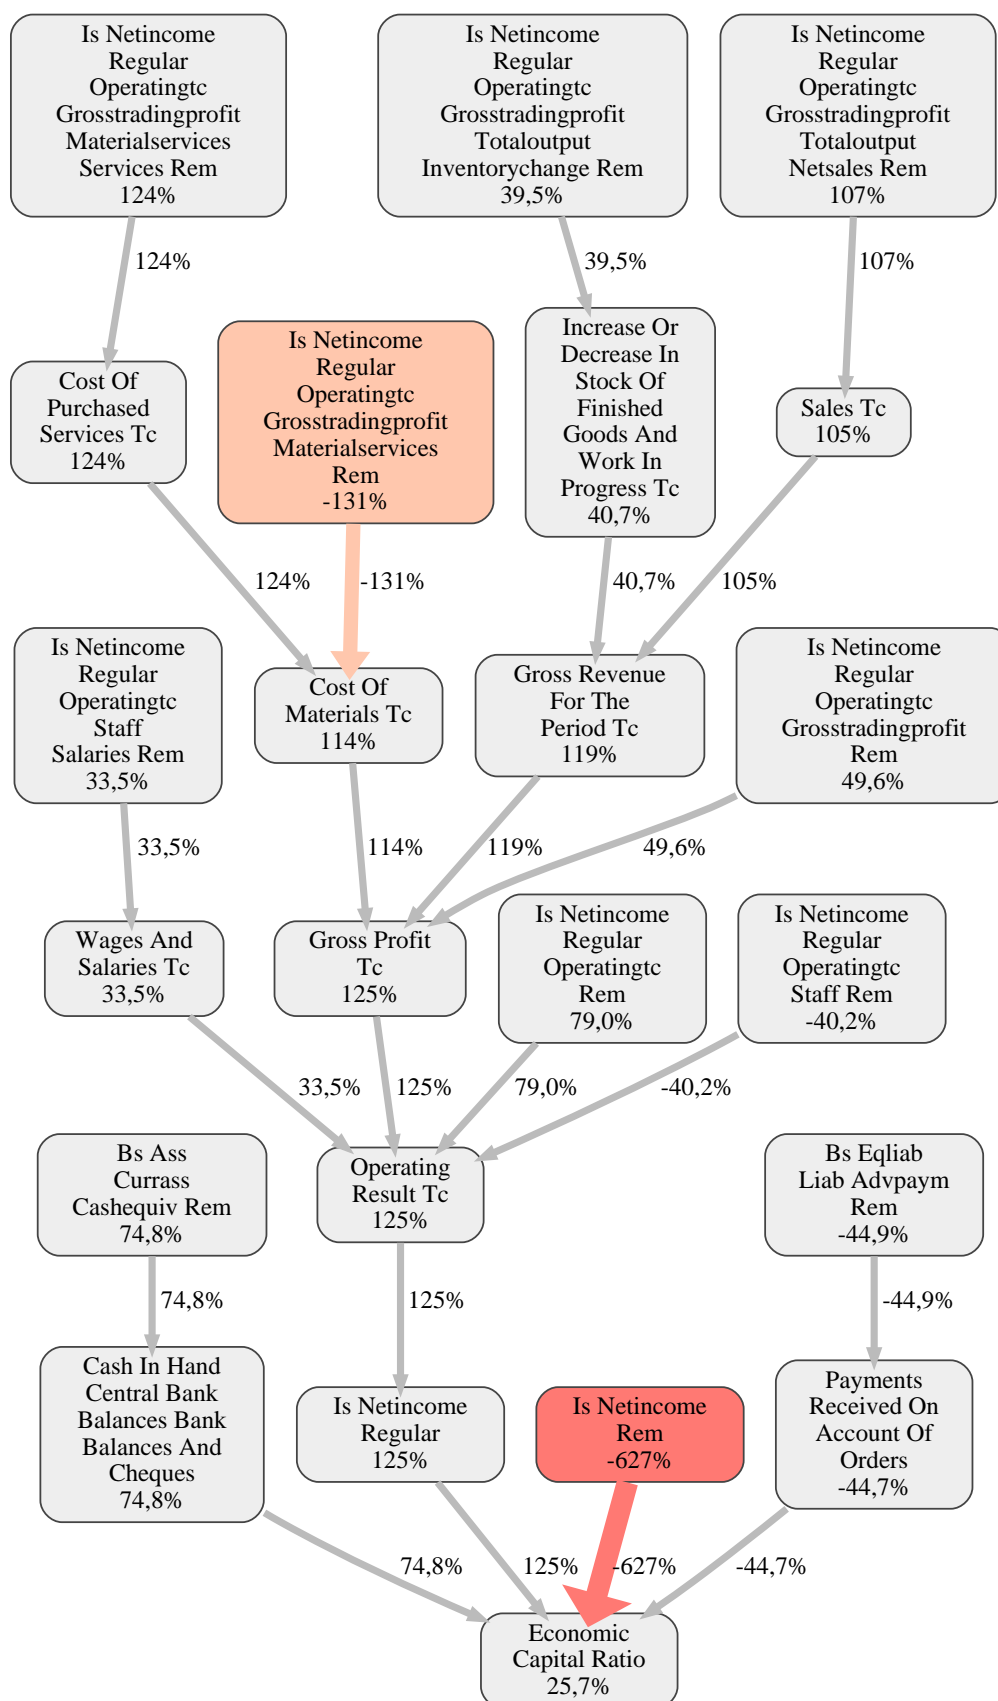 Is Netincome
Regular
Operatingtc
Grosstradingprofit
Materialservices
Services Rem
124%
Is Netincome
Regular
Operatingtc
Grosstradingprofit
Totaloutput
Inventorychange Rem
39,5%
Is Netincome
Regular
Operatingtc
Grosstradingprofit
Totaloutput
Netsales Rem
107%
124%
39,5%
107%
Cost Of
Purchased
Services Tc
124%
Is Netincome
Regular
Operatingtc
Grosstradingprofit
Materialservices
Rem
-131%
Increase Or
Decrease In
Stock Of
Finished
Goods And
Work In
Progress Tc
40,7%
Sales Tc
105%
124%
-131%
40,7%
105%
Is Netincome
Regular
Operatingtc
Staff
Salaries Rem
33,5%
Cost Of
Materials Tc
114%
Gross Revenue
For The
Period Tc
119%
Is Netincome
Regular
Operatingtc
Grosstradingprofit
Rem
49,6%
33,5%
114%
119%
49,6%
Wages And
Salaries Tc
33,5%
Gross Profit
Tc
125%
Is Netincome
Regular
Operatingtc
Rem
79,0%
Is Netincome
Regular
Operatingtc
Staff Rem
-40,2%
33,5%
125%
79,0%
-40,2%
Bs Ass
Currass
Cashequiv Rem
74,8%
Operating
Result Tc
125%
Bs Eqliab
Liab Advpaym
Rem
-44,9%
74,8%
125%
-44,9%
Cash In Hand
Central Bank
Balances Bank
Balances And
Cheques
74,8%
Is Netincome
Regular
125%
Is Netincome
Rem
-627%
Payments
Received On
Account Of
Orders
-44,7%
74,8%
125%
-627%
-44,7%
Economic
Capital Ratio
25,7%